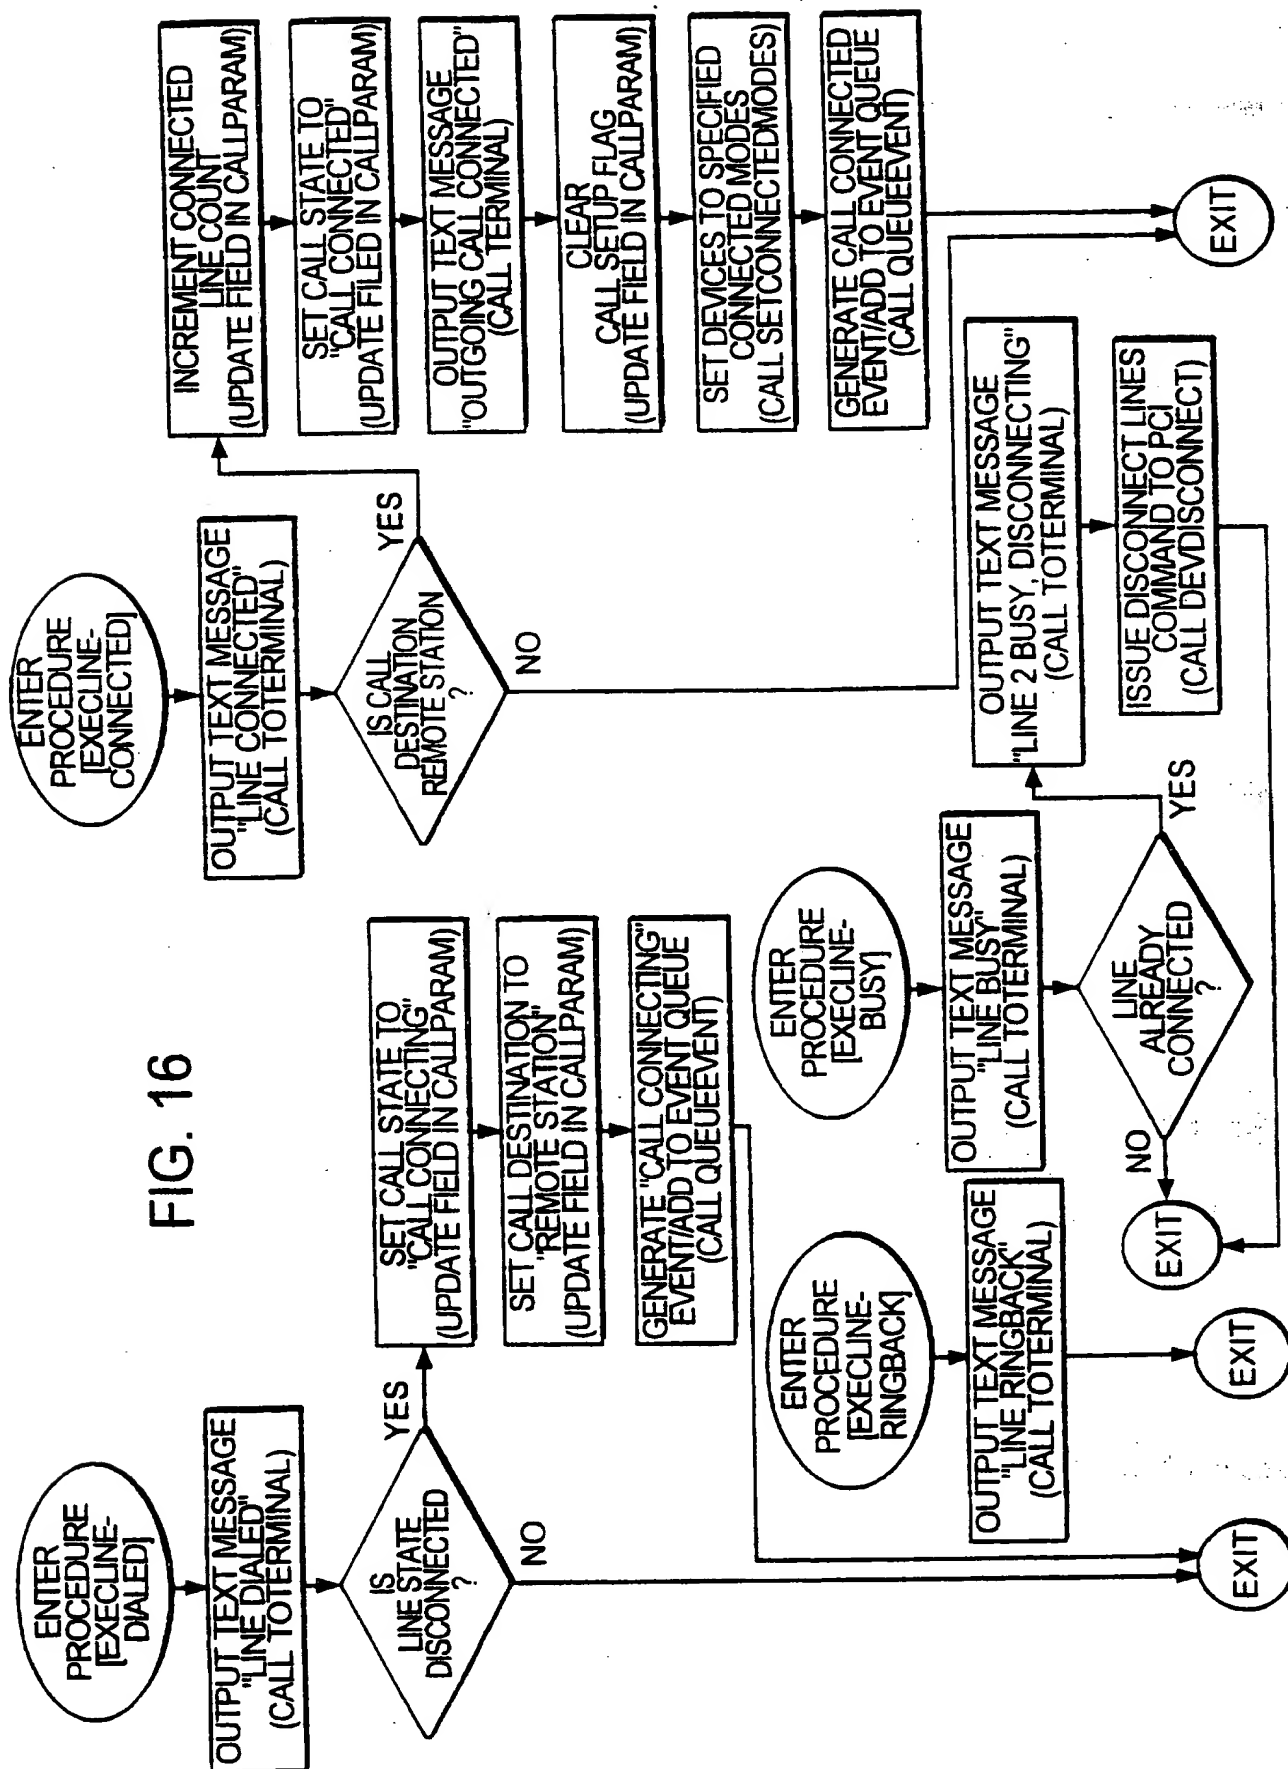 FIG. 16
ENTER
PROCEDURE
[EXECLINE-
DIALED]
OUTPUT TEXT MESSAGE
"LINE DIALED"
(CALL TOTERMINAL)
IS
LINE STATE
DISCONNECTED
?
YES
NO
SET CALL STATE TO
"CALL CONNECTING"
(UPDATE FIELD IN CALLPARAM)
SET CALL DESTINATION TO
"REMOTE STATION"
(UPDATE FIELD IN CALLPARAM)
GENERATE "CALL CONNECTING"
EVENT/ADD TO EVENT QUEUE
(CALL QUEUEEVENT)
EXIT
ENTER
PROCEDURE
[EXECLINE-
RINGBACK]
OUTPUT TEXT MESSAGE
"LINE RINGBACK"
(CALL TOTERMINAL)
EXIT
ENTER
PROCEDURE
[EXECLINE-
CONNECTED]
OUTPUT TEXT MESSAGE
"LINE CONNECTED"
(CALL TOTERMINAL)
IS CALL
DESTINATION
REMOTE STATION
?
YES
NO
INCREMENT CONNECTED
LINE COUNT
(UPDATE FIELD IN CALLPARAM)
SET CALL STATE TO
"CALL CONNECTED"
(UPDATE FILED IN CALLPARAM)
OUTPUT TEXT MESSAGE
"OUTGOING CALL CONNECTED"
(CALL TERMINAL)
CLEAR
CALL SETUP FLAG
(UPDATE FIELD IN CALLPARAM)
SET DEVICES TO SPECIFIED
CONNECTED MODES
(CALL SETCONNECTEDMODES)
GENERATE CALL CONNECTED
EVENT/ADD TO EVENT QUEUE
(CALL QUEUEEVENT)
EXIT
ENTER
PROCEDURE
[EXECLINE-
BUSY]
OUTPUT TEXT MESSAGE
"LINE BUSY"
(CALL TOTERMINAL)
LINE
ALREADY
CONNECTED
?
NO
YES
EXIT
OUTPUT TEXT MESSAGE
"LINE 2 BUSY, DISCONNECTING"
(CALL TOTERMINAL)
ISSUE DISCONNECT LINES
COMMAND TO PCI
(CALL DEVDISCONNECT)